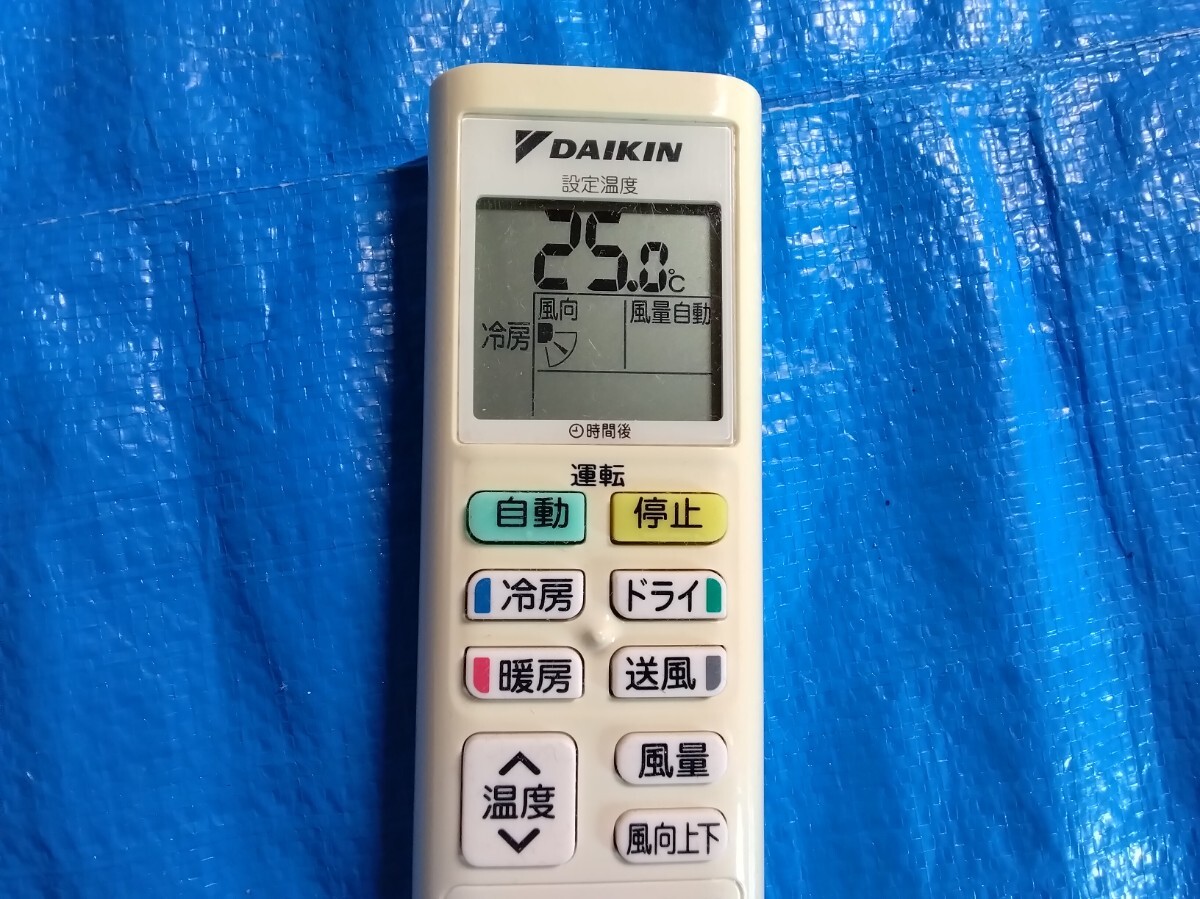 DAIKIN
設定温度
25.0℃
風向 風量自動
冷房
時間後
運転
自動 停止
冷房 ドライ
暖房 送風
温度 風量
風向上下